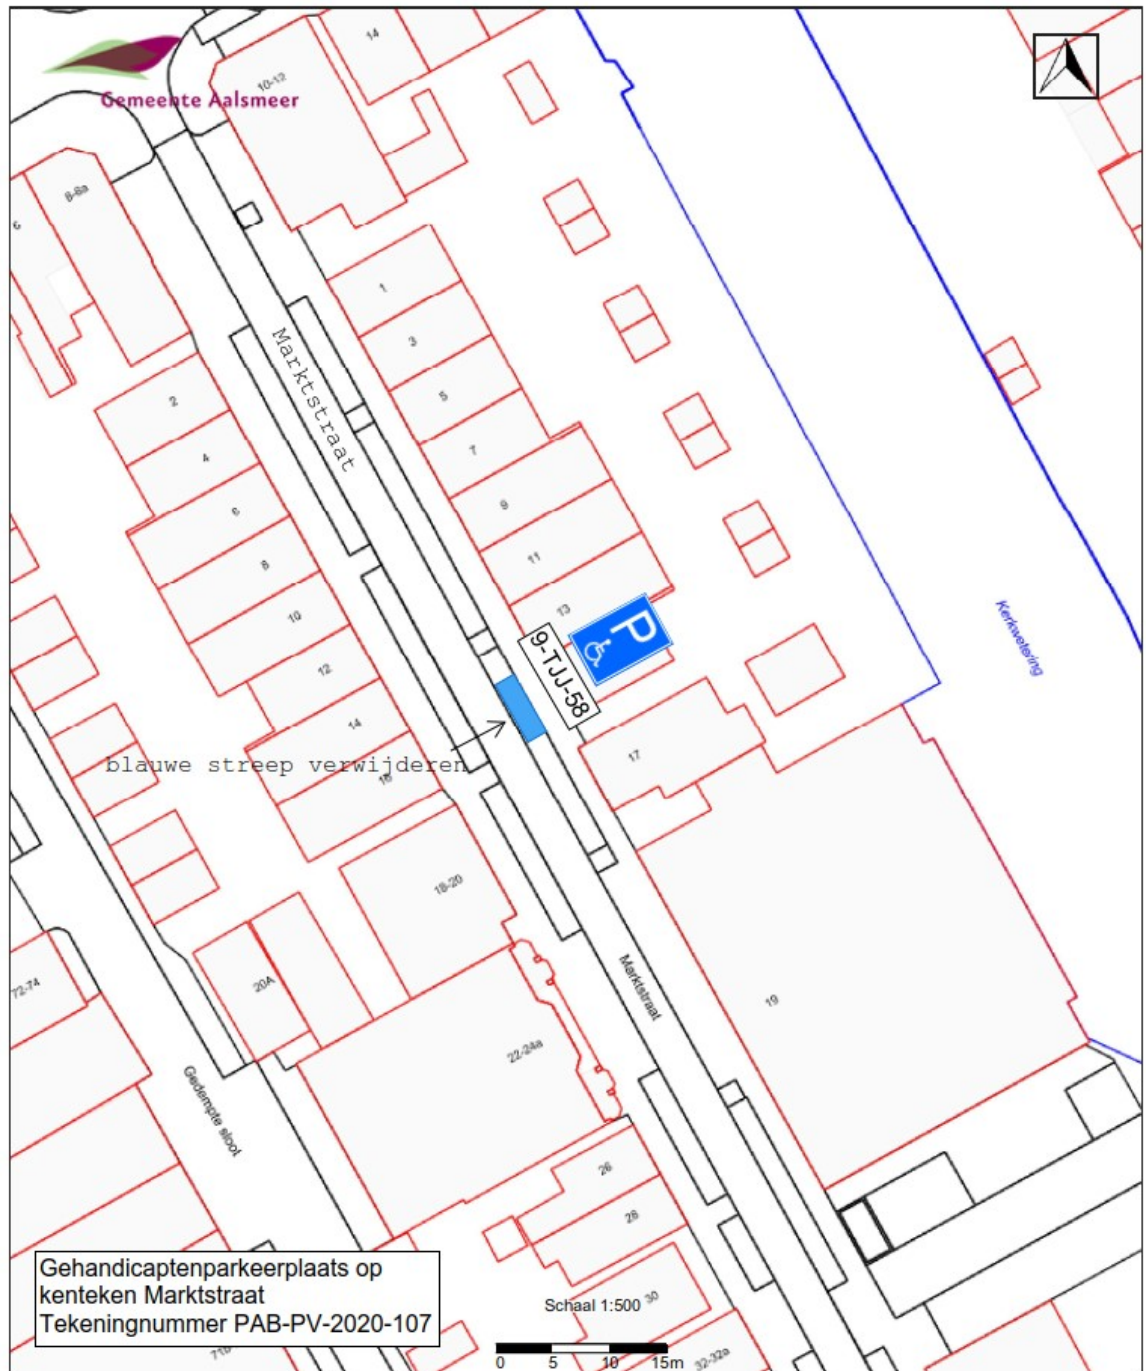 Gemeente Aalsmeer
14
10-12
8-8a
6
1
3
5
7
9
11
13
Marktstraat
2
4
6
8
10
12
14
16
9-TJJ-58
P
blauwe streep verwijderen
17
Kerkwetering
18-20
20A
72-74
22-24a
Marktstraat
19
Gedempte sloot
26
28
30
32-32a
Gehandicaptenparkeerplaats op
kenteken Marktstraat
Tekeningnummer PAB-PV-2020-107
Schaal 1:500
0 5 10 15m